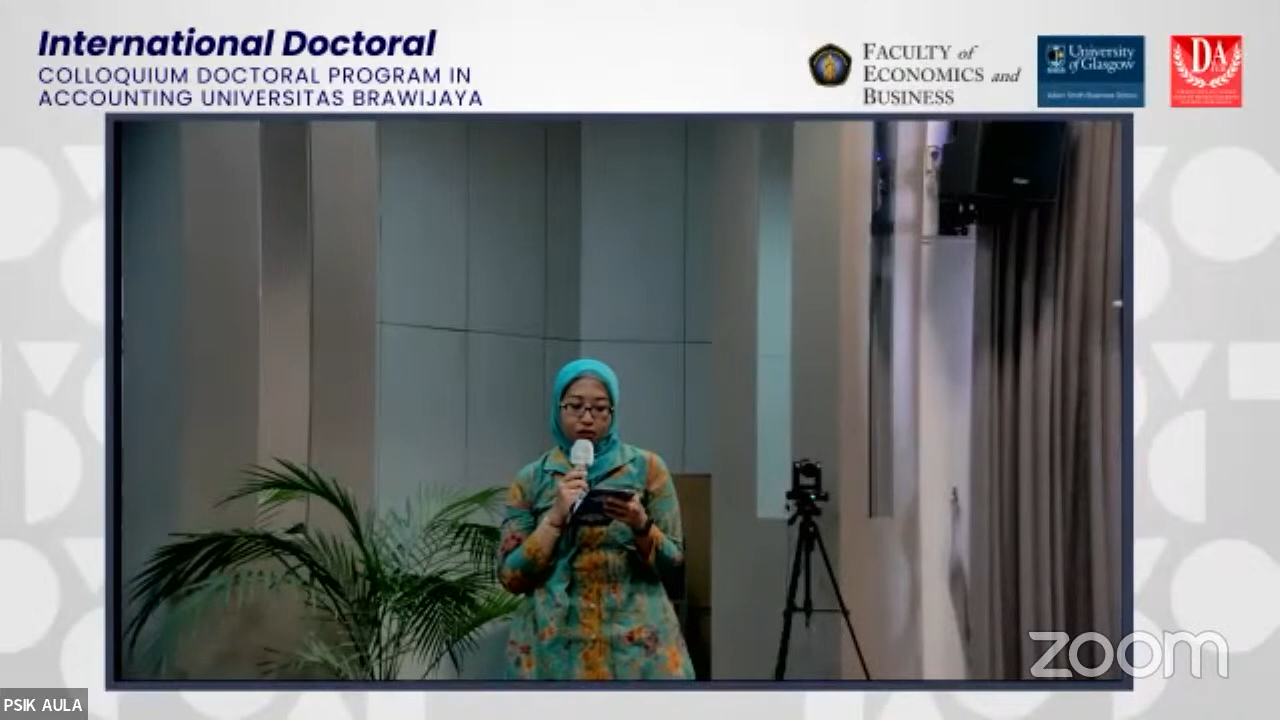 International Doctoral
COLLOQUIUM DOCTORAL PROGRAM IN
ACCOUNTING UNIVERSITAS BRAWIJAYA
FACULTY of
ECONOMICS and
BUSINESS
University
of Glasgow
DA
zoom
PSIK AULA